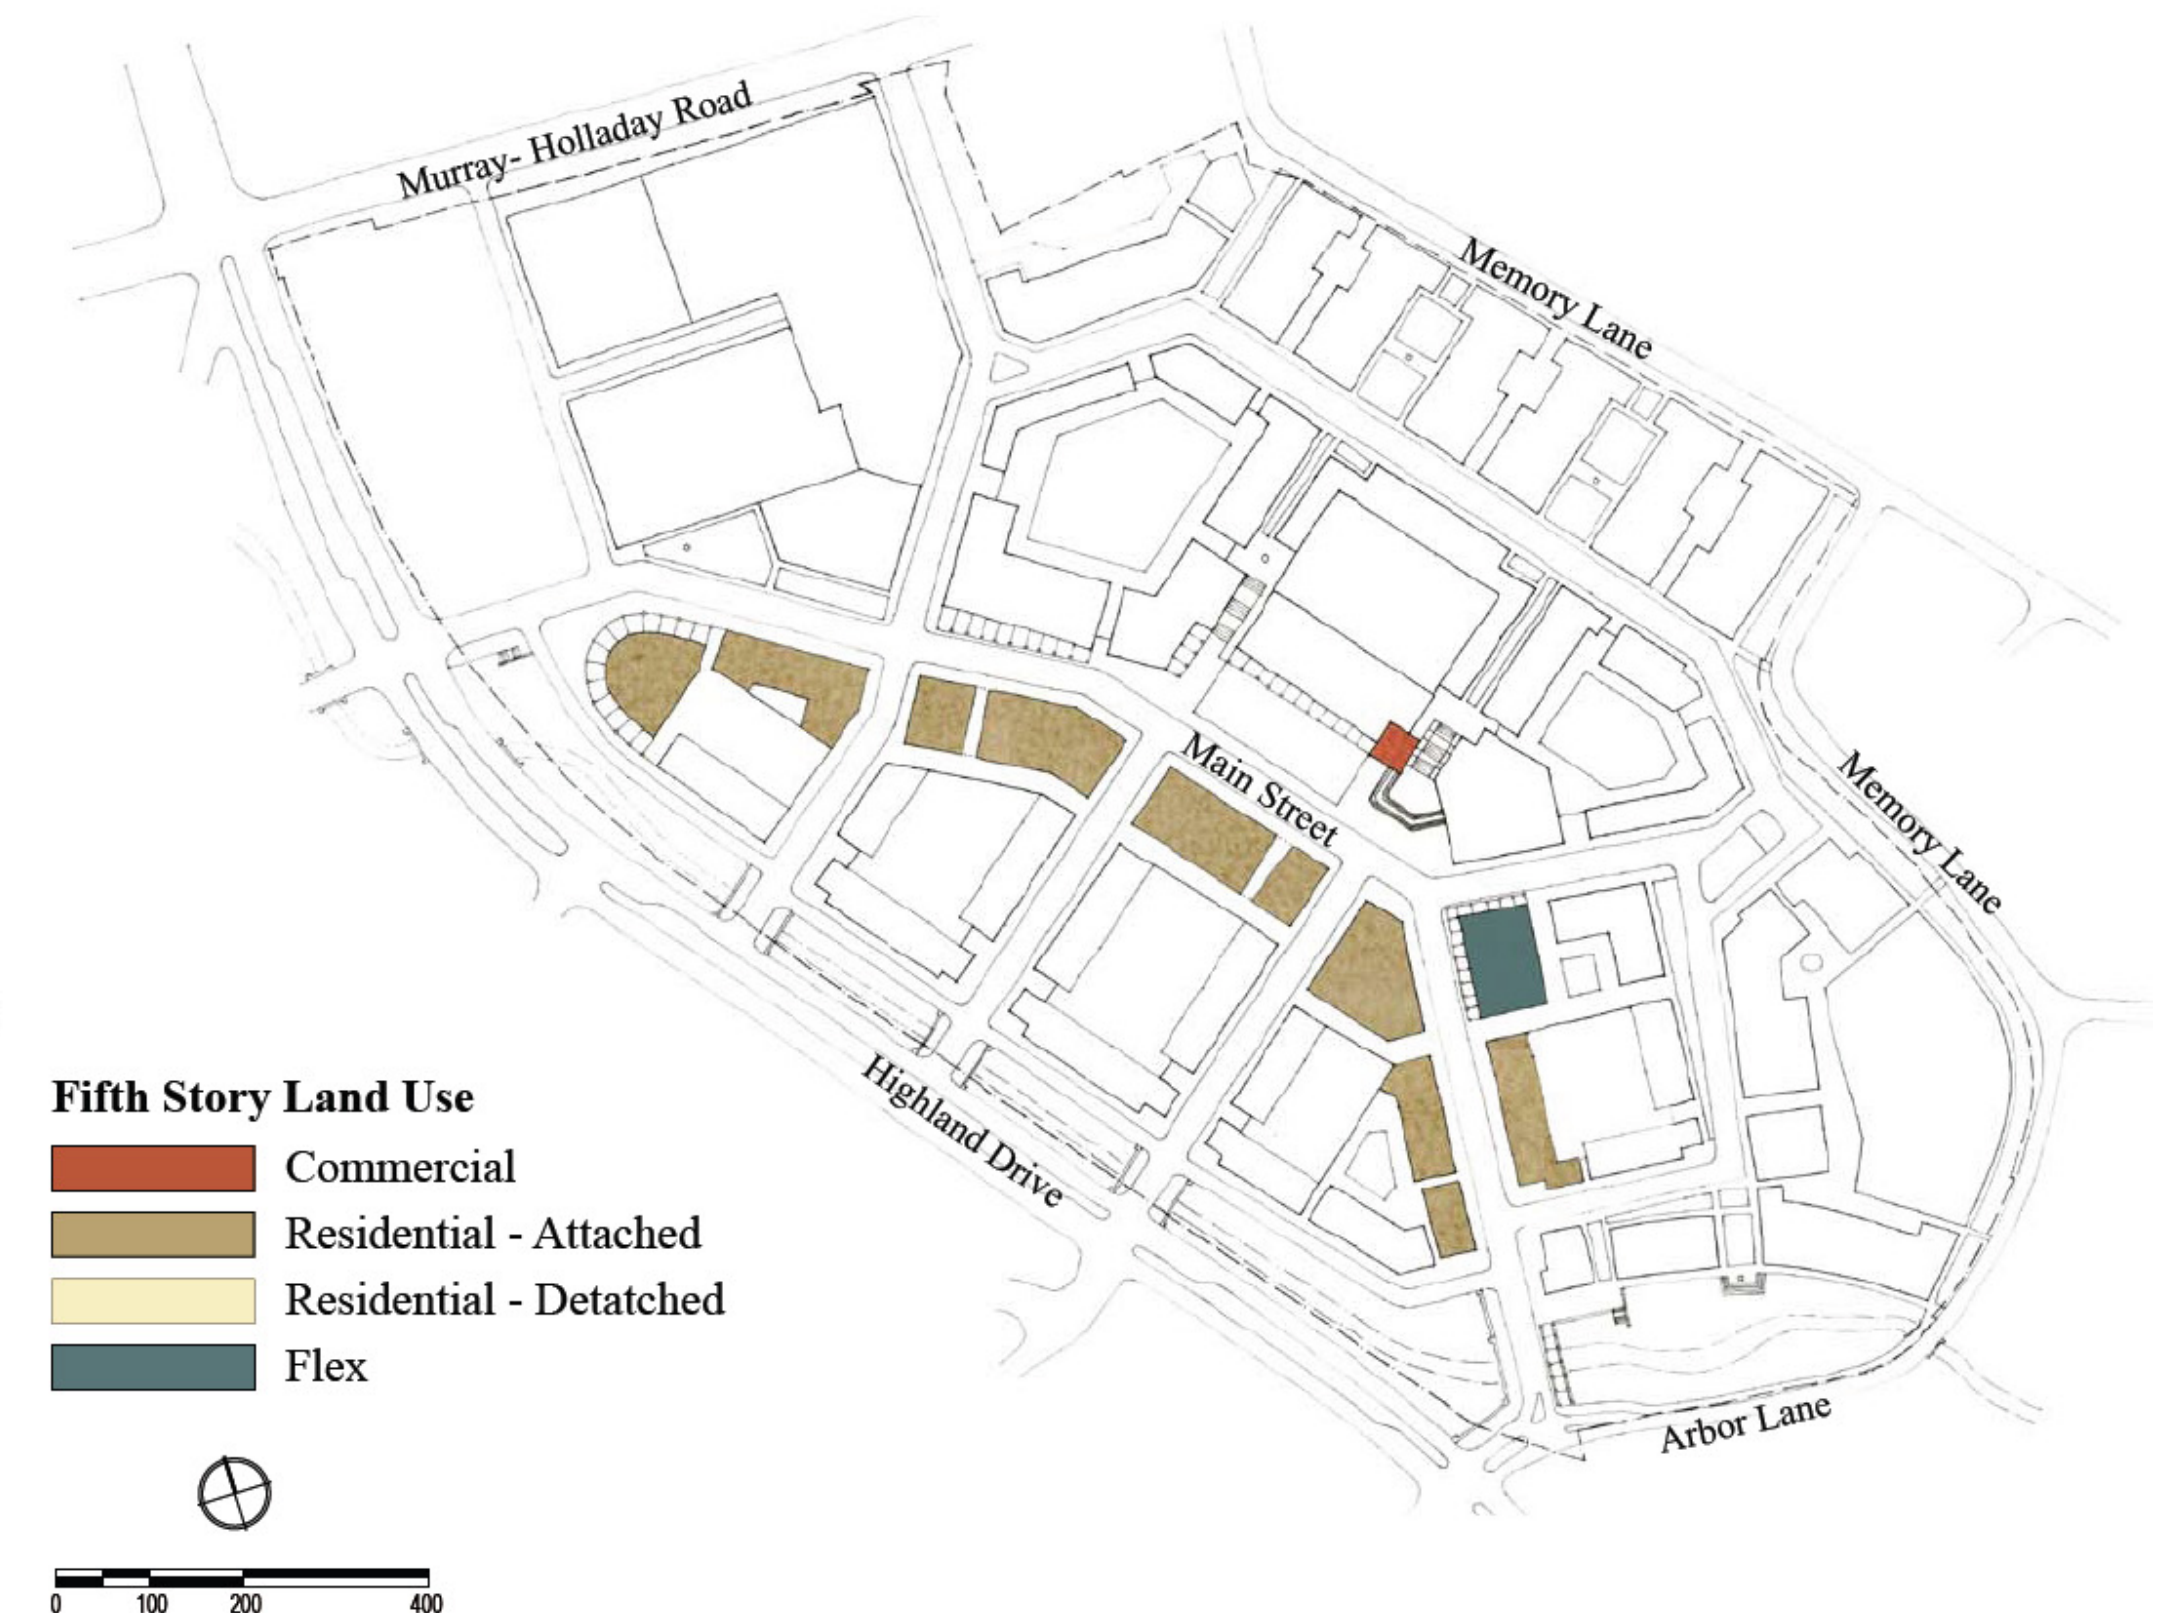 Murray- Holladay Road
Memory Lane
Main Street
Memory Lane
Highland Drive
Fifth Story Land Use
Commercial
Residential - Attached
Residential - Detatched
Flex
Arbor Lane
0 100 200 400